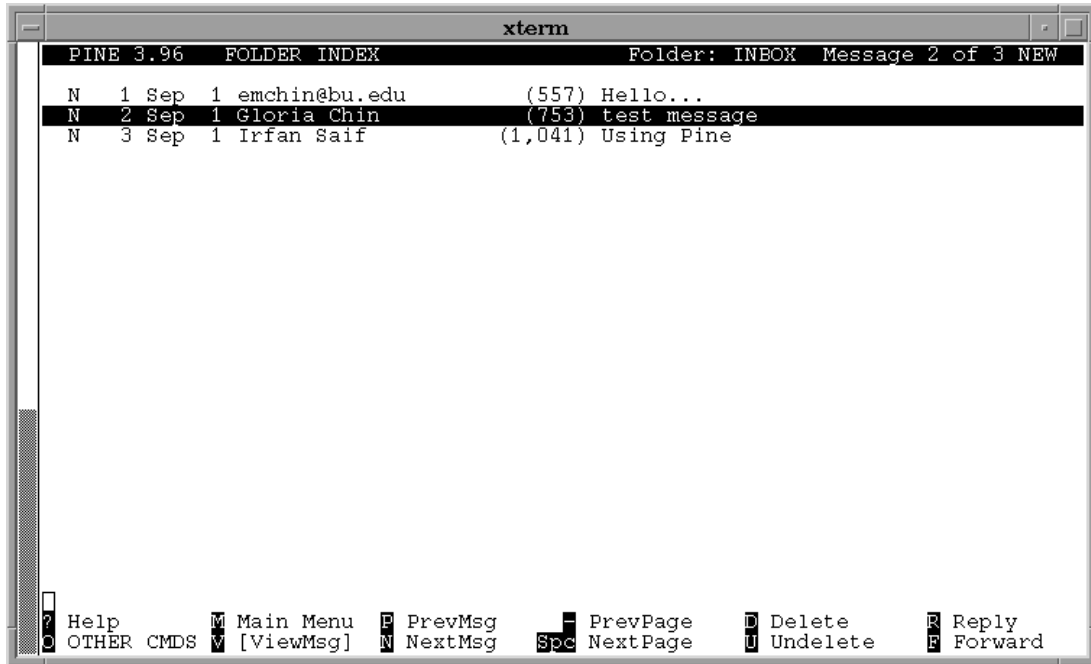 xterm
PINE 3.96 FOLDER INDEX Folder: INBOX Message 2 of 3 NEW
N 1 Sep 1 emchin@bu.edu (557) Hello...
N 2 Sep 1 Gloria Chin (753) test message
N 3 Sep 1 Irfan Saif (1,041) Using Pine
? Help M Main Menu P PrevMsg - PrevPage D Delete R Reply
O OTHER CMDS V [ViewMsg] N NextMsg Spc NextPage U Undelete F Forward